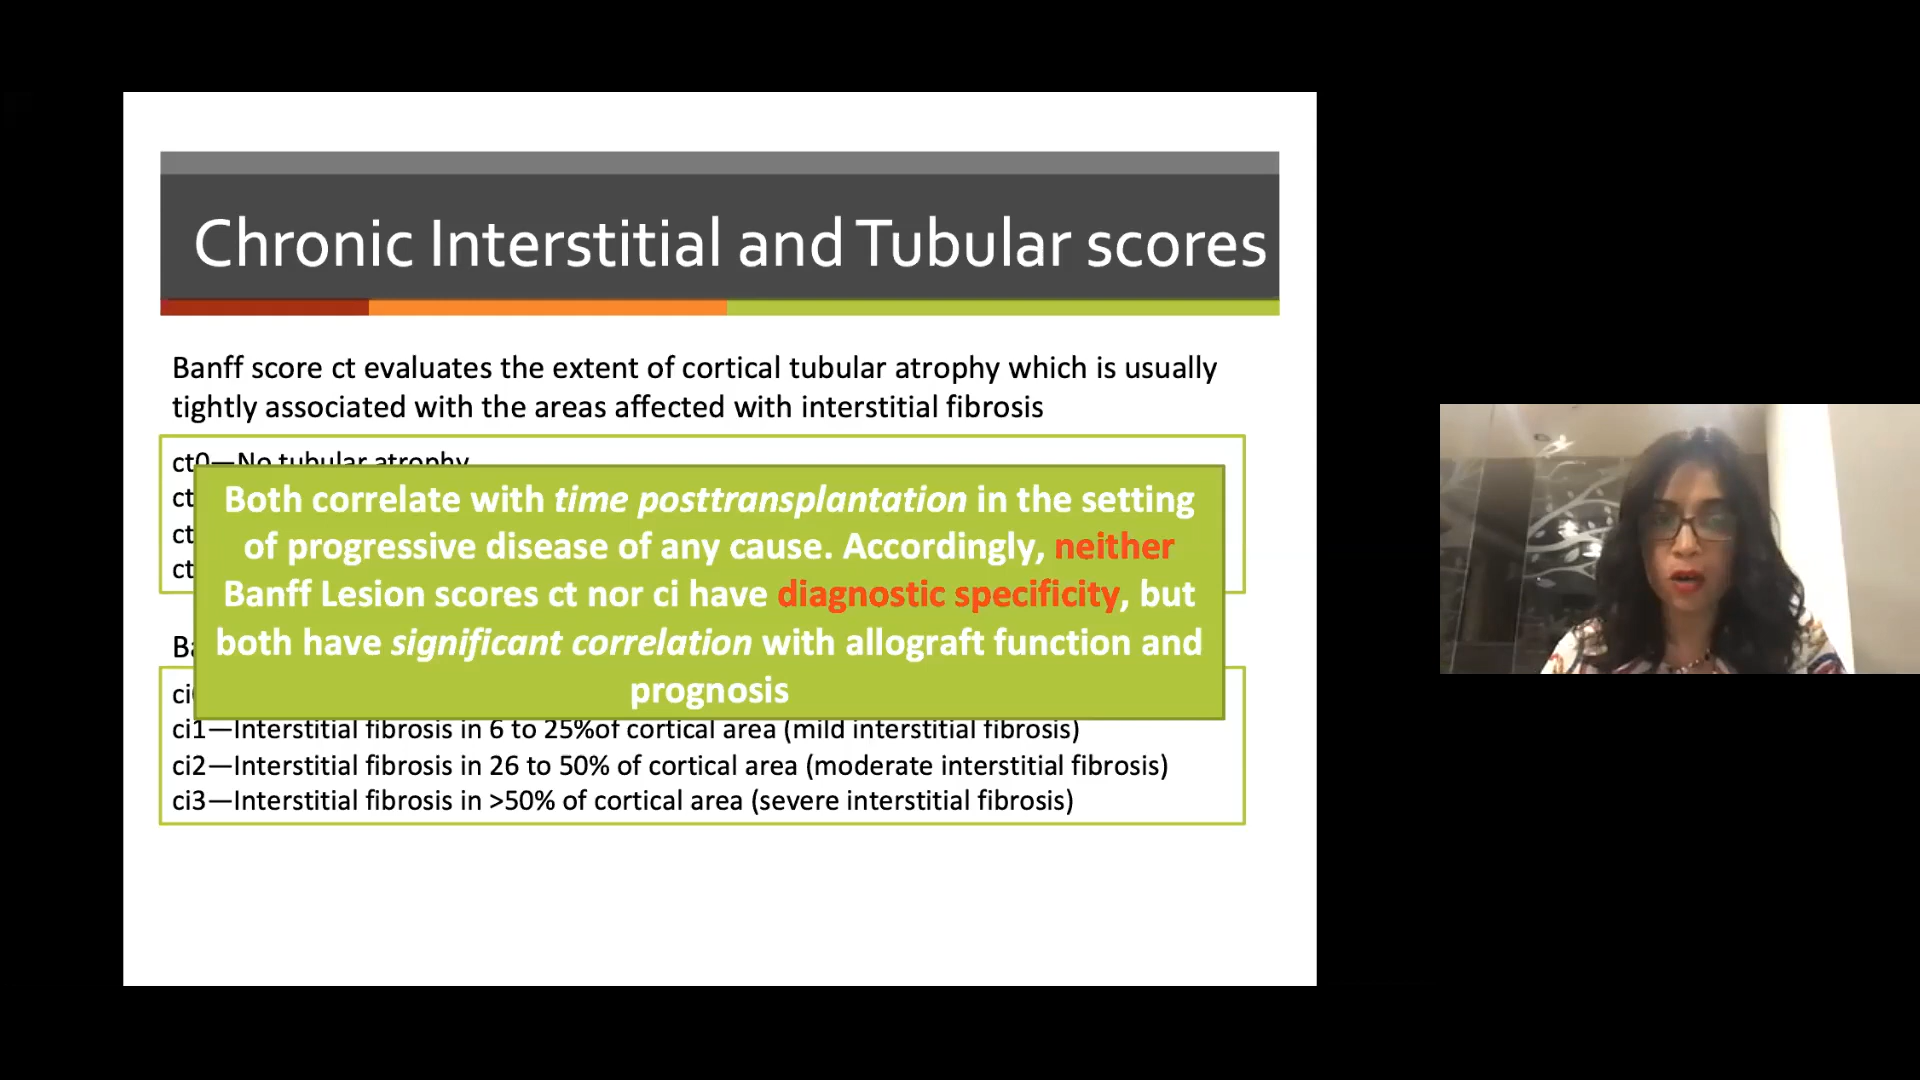 Chronic Interstitial and Tubular scores
Banff score ct evaluates the extent of cortical tubular atrophy which is usually
tightly associated with the areas affected with interstitial fibrosis
ct0—No tubular atrophy
ct
ct
ct
Both correlate with time posttransplantation in the setting
of progressive disease of any cause. Accordingly, neither
Banff Lesion scores ct nor ci have diagnostic specificity, but
both have significant correlation with allograft function and
prognosis
ci1—Interstitial fibrosis in 6 to 25%of cortical area (mild interstitial fibrosis)
ci2—Interstitial fibrosis in 26 to 50% of cortical area (moderate interstitial fibrosis)
ci3—Interstitial fibrosis in >50% of cortical area (severe interstitial fibrosis)